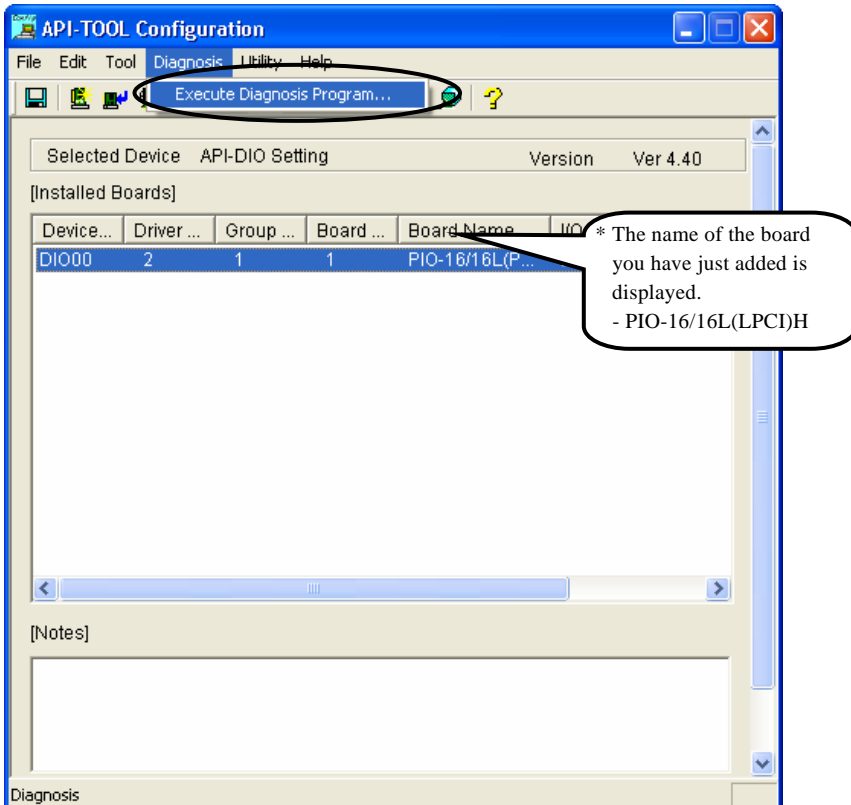 API-TOOL Configuration
File Edit Tool Diagnosis Utility Help
Execute Diagnosis Program...
Selected Device API-DIO Setting Version Ver 4.40
[Installed Boards]
Device... Driver ... Group ... Board ... Board Name I/O
DIO00 2 1 1 PIO-16/16L(P...
* The name of the board
you have just added is
displayed.
- PIO-16/16L(LPCI)H
[Notes]
Diagnosis